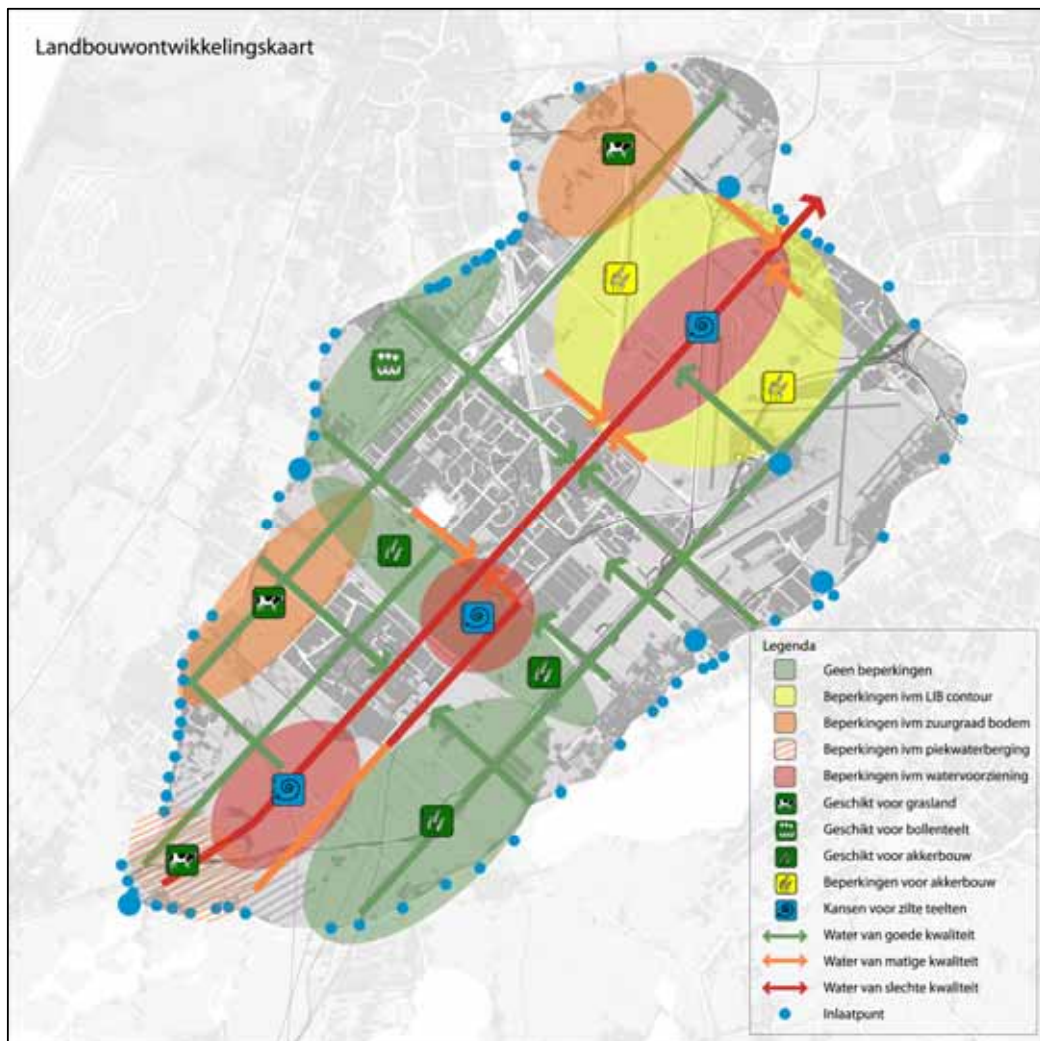 Landbouwontwikkelingskaart
Legenda
Geen beperkingen
Beperkingen ivm LIB contour
Beperkingen ivm zuurgraad bodem
Beperkingen ivm piekwaterberging
Beperkingen ivm watervoorziening
Geschikt voor grasland
Geschikt voor bollenteelt
Geschikt voor akkerbouw
Beperkingen voor akkerbouw
Kansen voor zilte teelten
Water van goede kwaliteit
Water van matige kwaliteit
Water van slechte kwaliteit
Inlaatpunt